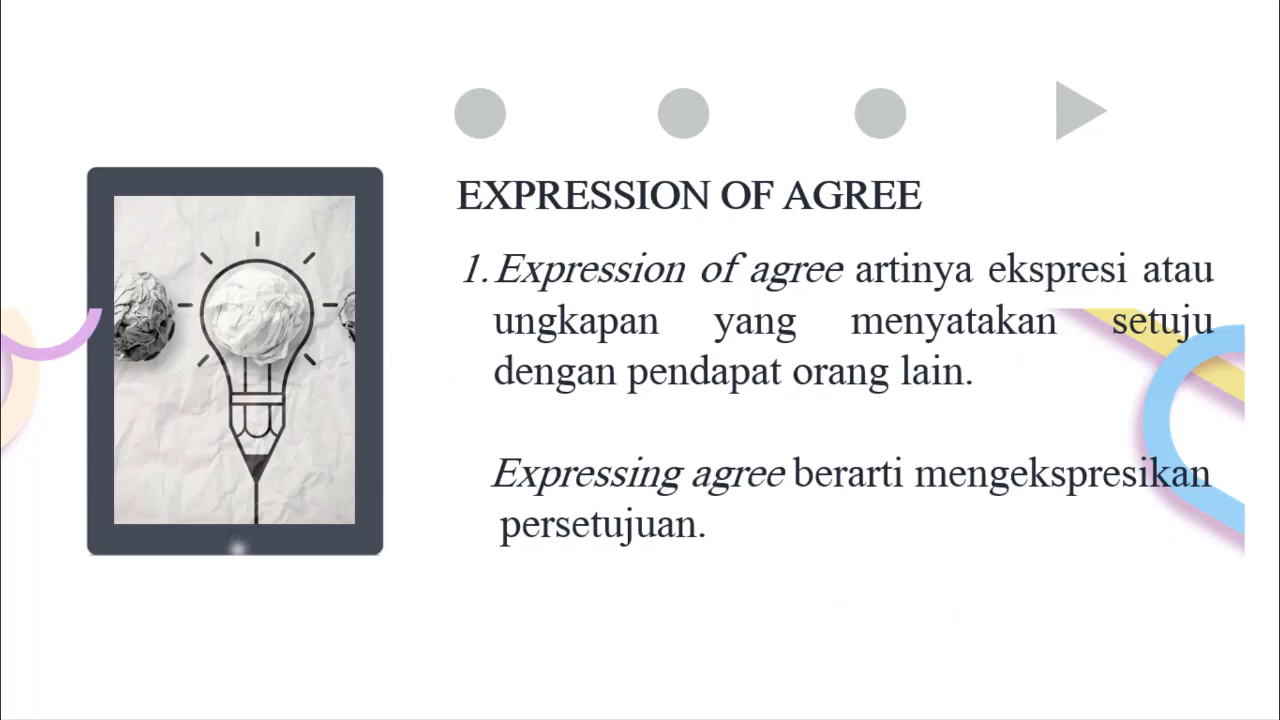 EXPRESSION OF AGREE
1. Expression of agree artinya ekspresi atau
ungkapan yang menyatakan setuju
dengan pendapat orang lain.
Expressing agree berarti mengekspresikan
persetujuan.